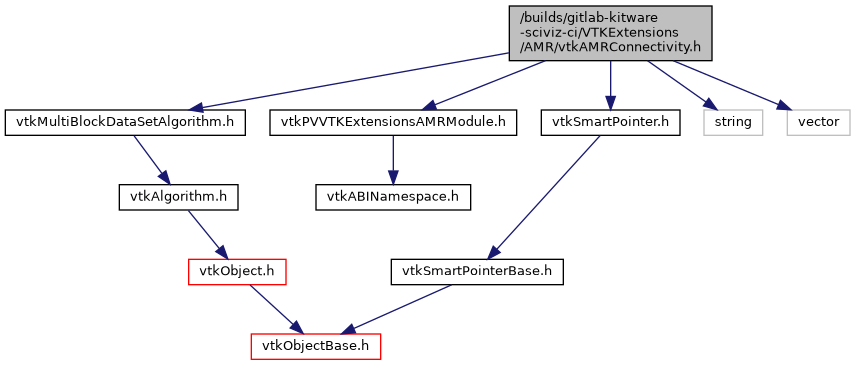 /builds/gitlab-kitware
-sciviz-ci/VTKExtensions
/AMR/vtkAMRConnectivity.h
vtkMultiBlockDataSetAlgorithm.h
vtkPVVTKExtensionsAMRModule.h
vtkSmartPointer.h
string
vector
vtkAlgorithm.h
vtkABINamespace.h
vtkObject.h
vtkSmartPointerBase.h
vtkObjectBase.h